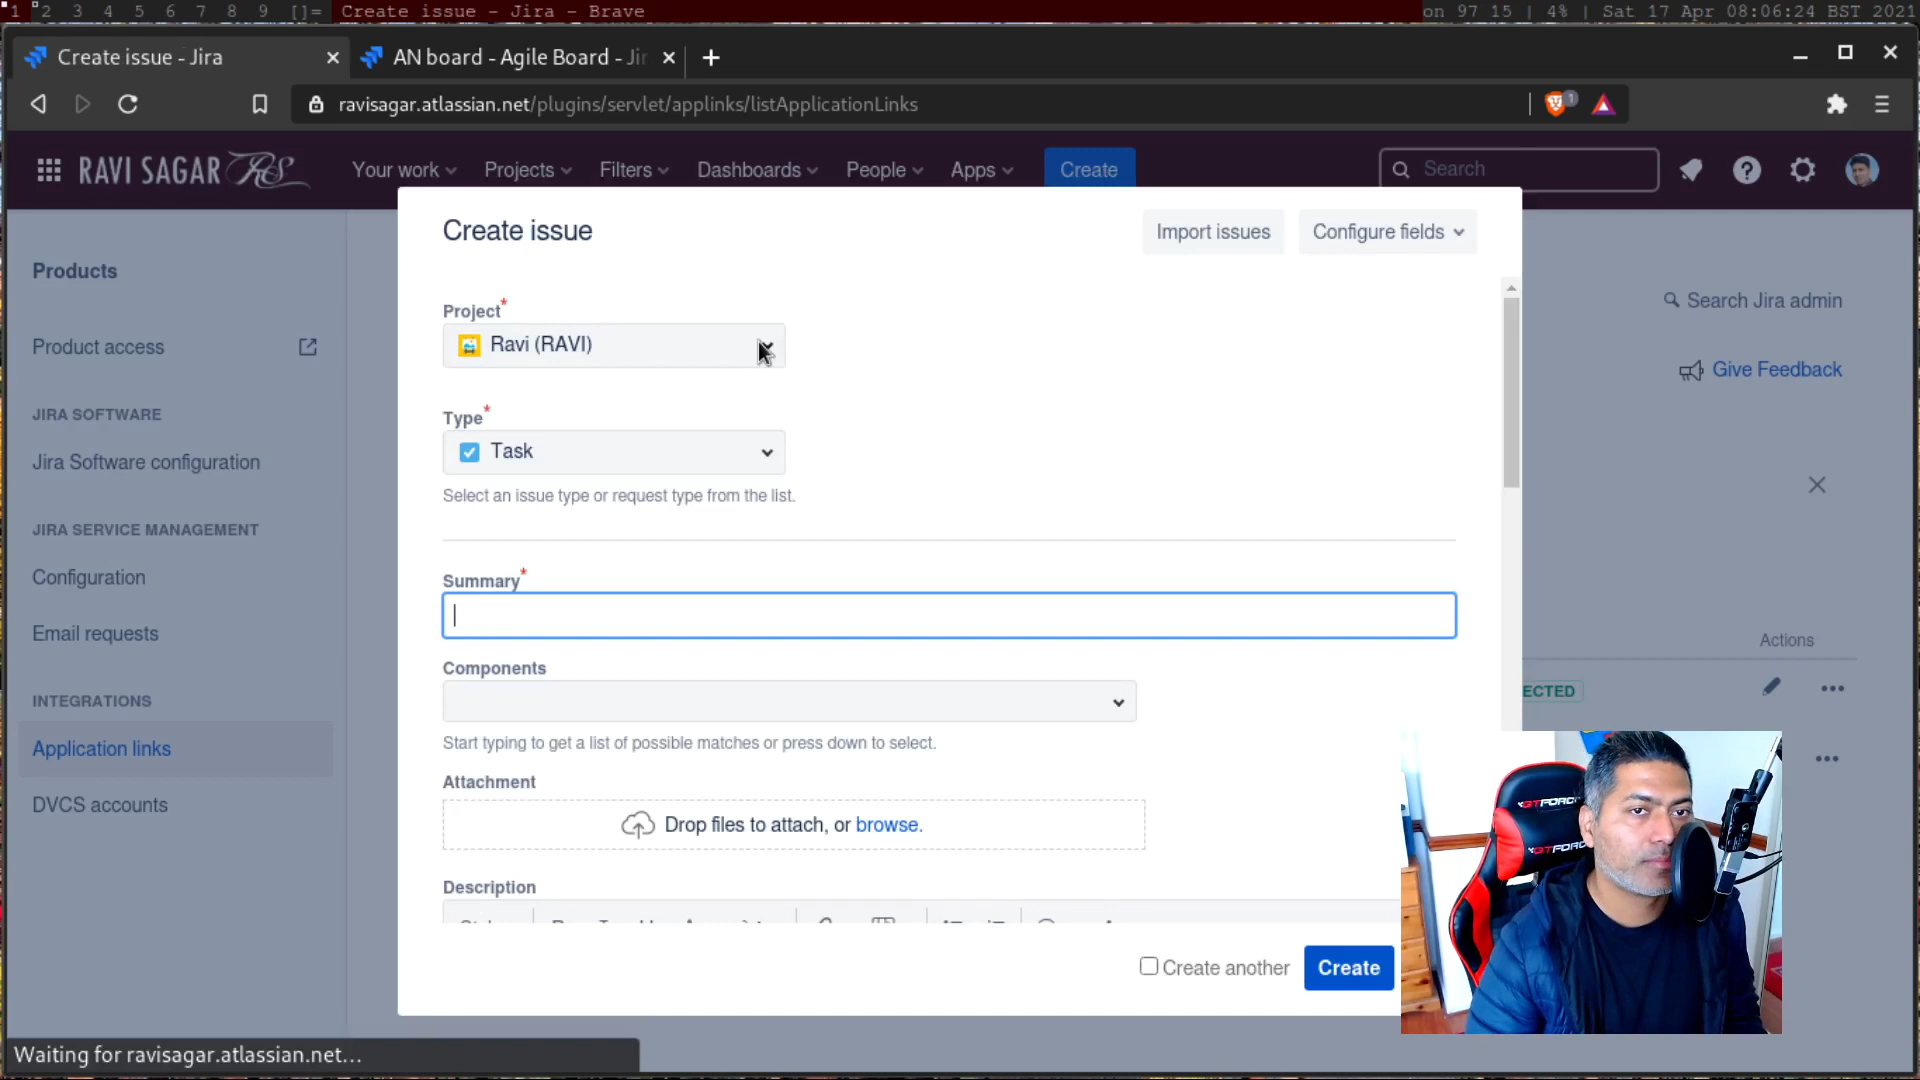 1 2 3 4 5 6 7 8 9 []= Create issue - Jira - Brave
on 97 15 | 4% | Sat 17 Apr 08:06:24 BST 2021
Create issue - Jira
AN board - Agile Board - Jir
ravisagar.atlassian.net/plugins/servlet/applinks/listApplicationLinks
1
RAVI SAGAR RS
Your work
Projects
Filters
Dashboards
People
Apps
Create
Search
Create issue
Import issues
Configure fields
Products
Search Jira admin
Project*
Ravi (RAVI)
Product access
Give Feedback
JIRA SOFTWARE
Type*
Task
Jira Software configuration
Select an issue type or request type from the list.
JIRA SERVICE MANAGEMENT
Configuration
Summary*
Email requests
Actions
Components
ECTED
INTEGRATIONS
Application links
Start typing to get a list of possible matches or press down to select.
Attachment
DVCS accounts
Drop files to attach, or browse.
GTFORC
GTFORC
Description
Create another
Create
Waiting for ravisagar.atlassian.net...